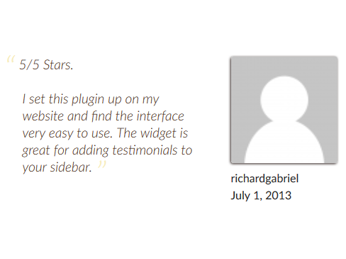 “ 5/5 Stars.
I set this plugin up on my
website and find the interface
very easy to use. The widget is
great for adding testimonials to
your sidebar. ”
richardgabriel
July 1, 2013